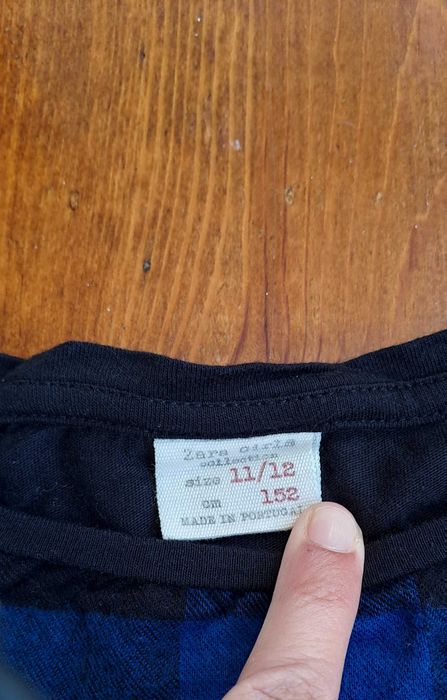 Zara girls
collection
size 11/12
cm 152
MADE IN PORTUGAL